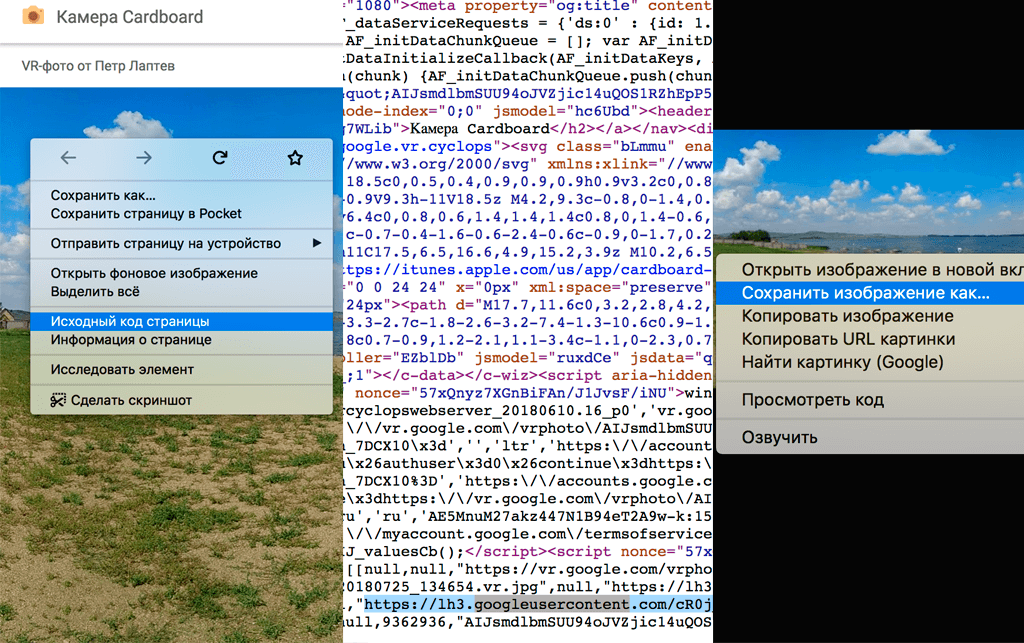 Камера Cardboard
VR-фото от Петр Лаптев
Сохранить как...
Сохранить страницу в Pocket
Отправить страницу на устройство
Открыть фоновое изображение
Выделить всё
Исходный код страницы
Информация о странице
Исследовать элемент
Сделать скриншот
"1080"><meta property="og:title" content
F_dataServiceRequests = {'ds:0' : {id: 1.
AF_initDataChunkQueue = []; var AF_initD
tDataInitializeCallback(AF_initDataKeys,
n(chunk) {AF_initDataChunkQueue.push(chun
quot;AIJsmdlbmSUU94oJVZjic14uQOS1RZhEpP5
node-index="0;0" jsmodel="hc6Ubd"><header
g7WLib">Камера Cardboard</h2></a></nav><di
google.vr.cyclops"><svg class="bLmmu" ena
/www.w3.org/2000/svg" xmlns:xlink="//www
.18.5c0,0.5,0.4,0.9,0.9,0.9h0.9v3.2c0,0.8
-0.9V9.3h-11V18.5z M4.2,9.3c-0.8,0-1.4,0.
v6.4c0,0.8,0.6,1.4,1.4,1.4c0.8,0,1.4-0.6,
c-0.7-0.4-1.6-0.6-2.4-0.6c-0.9,0-1.7,0.2
11C17.5,6.5,16.6,4.9,15.2,3.9z M10.2,6.5
ttps://itunes.apple.com/us/app/cardboard-
"0 0 24 24" x="0px" xml:space="preserve"
24px"><path d="M17.7,11.6c0,3.2,2.8,4.2,
-3.3-2.7c-1.8-2.6-3.2-7.4-1.3-10.6c0.9-1.
8c0.7-0.9,1.2-2.1,1.1-3.4c-1.1,0-2.3,0.7
oller="EZblDb" jsmodel="ruxdCe" jsdata="q
;1"></c-data></c-wiz><script aria-hidden
nonce="57xQnyz7XGnBiFAn/J1JvsF/iNU">win
cyclopswebserver_20180610.16_p0','vr.goo
\/\/vr.google.com\/vrphoto\/AIJsmdlbmSUU
_7DCX10\x3d','','ltr','https:\/\/account
\x26authuser\x3d0\x26continue\x3dhttps:\
_7DCX10%3D','https:\/\/accounts.google.c
e\x3dhttps:\/\/vr.google.com\/vrphoto\/AI
ru','ru','AE5MnuM27akz447N1B94eT2A9w-k:15
\/\/myaccount.google.com\/termsofservice
IJ_valuesCb();</script><script nonce="57x
[[null,null,"https://vr.google.com/vrpho
20180725_134654.vr.jpg",null,"https://lh3
,"https://lh3.googleusercontent.com/cR0j
null,9362936,"AIJsmdlbmSUU94oJVZjic14uQOS
Открыть изображение в новой вкл
Сохранить изображение как...
Копировать изображение
Копировать URL картинки
Найти картинку (Google)
Просмотреть код
Озвучить